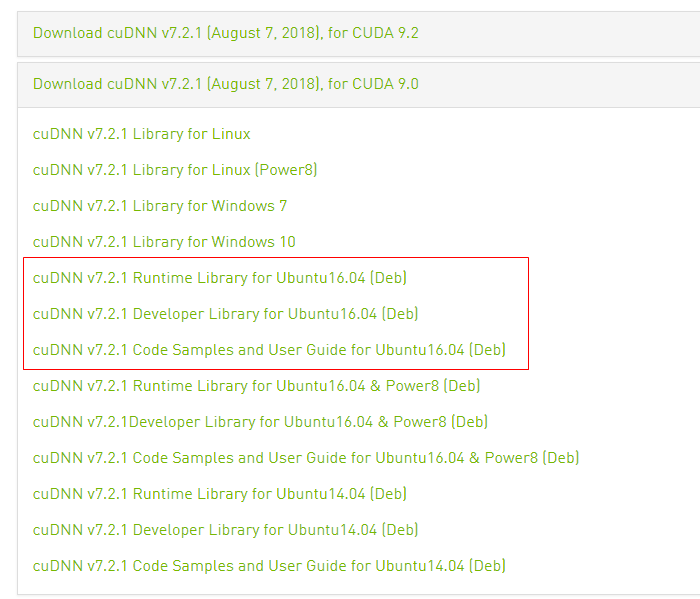 Download cuDNN v7.2.1 (August 7, 2018), for CUDA 9.2
Download cuDNN v7.2.1 (August 7, 2018), for CUDA 9.0
cuDNN v7.2.1 Library for Linux
cuDNN v7.2.1 Library for Linux (Power8)
cuDNN v7.2.1 Library for Windows 7
cuDNN v7.2.1 Library for Windows 10
cuDNN v7.2.1 Runtime Library for Ubuntu16.04 (Deb)
cuDNN v7.2.1 Developer Library for Ubuntu16.04 (Deb)
cuDNN v7.2.1 Code Samples and User Guide for Ubuntu16.04 (Deb)
cuDNN v7.2.1 Runtime Library for Ubuntu16.04 & Power8 (Deb)
cuDNN v7.2.1Developer Library for Ubuntu16.04 & Power8 (Deb)
cuDNN v7.2.1 Code Samples and User Guide for Ubuntu16.04 & Power8 (Deb)
cuDNN v7.2.1 Runtime Library for Ubuntu14.04 (Deb)
cuDNN v7.2.1 Developer Library for Ubuntu14.04 (Deb)
cuDNN v7.2.1 Code Samples and User Guide for Ubuntu14.04 (Deb)